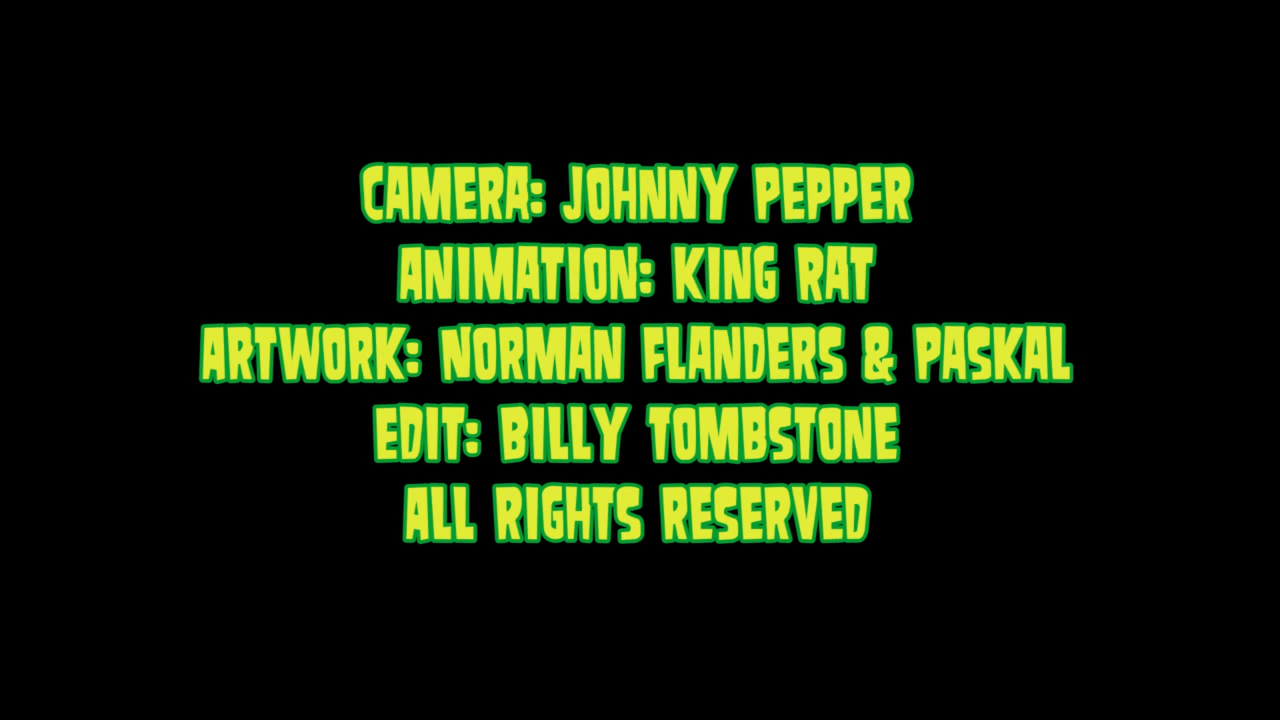 CAMERA: JOHNNY PEPPER
ANIMATION: KING RAT
ARTWORK: NORMAN FLANDERS & PASKAL
EDIT: BILLY TOMBSTONE
ALL RIGHTS RESERVED